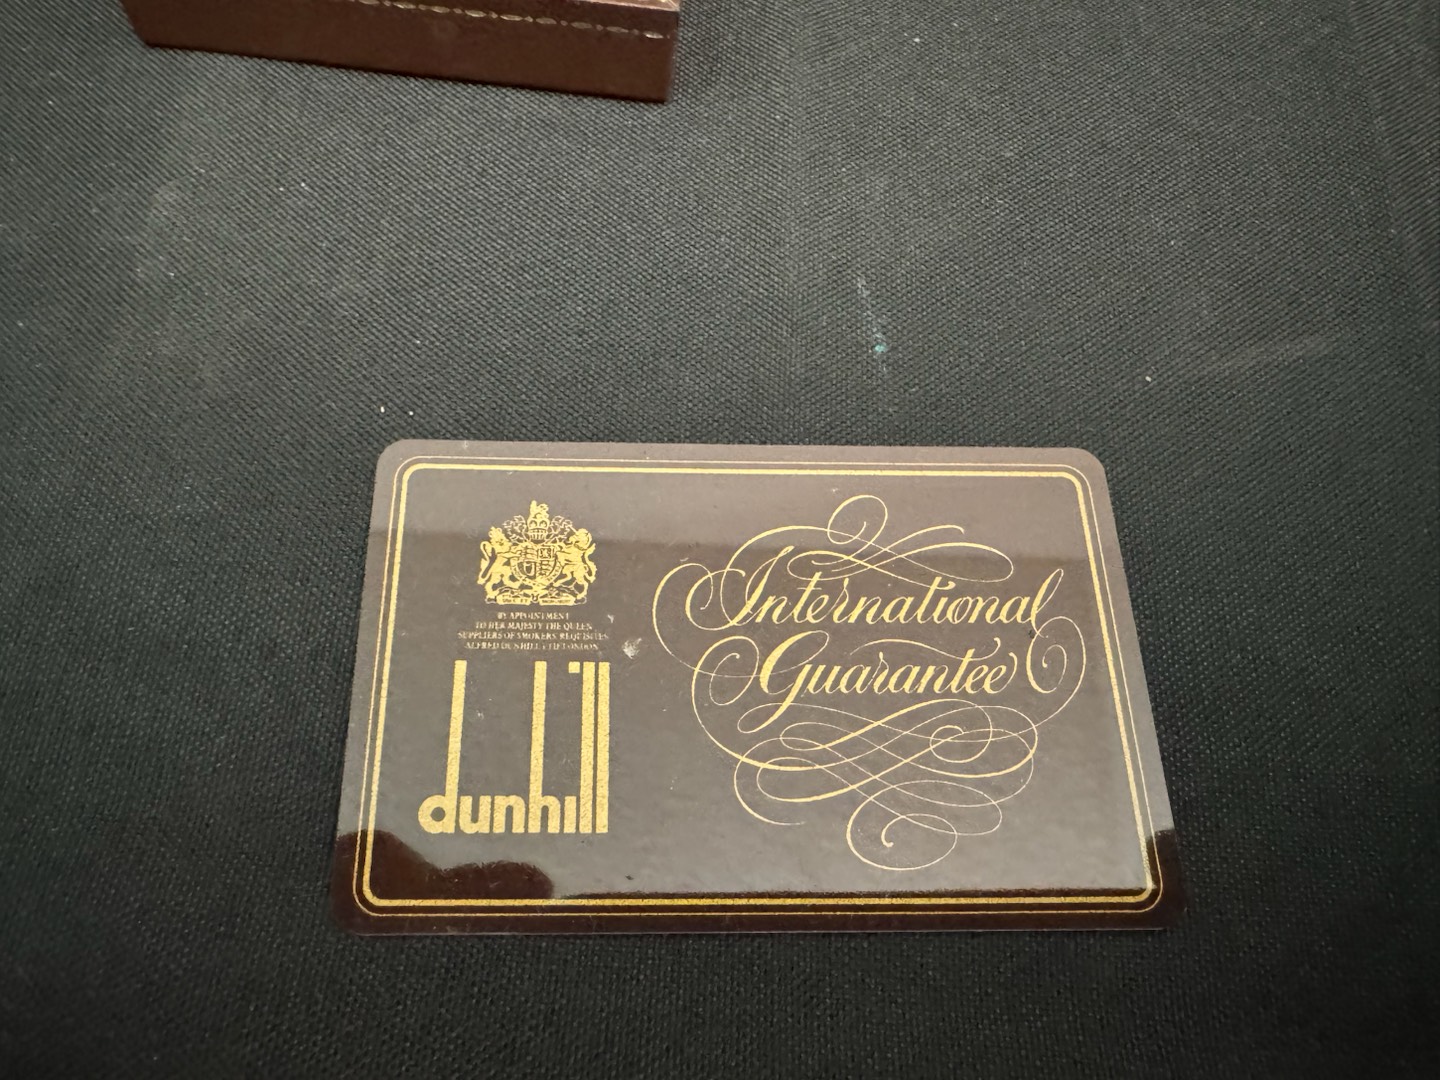 BY APPOINTMENT
TO HER MAJESTY THE QUEEN
SUPPLIERS OF SMOKERS REQUISITES
ALFRED DUNHILL LTD LONDON
dunhill
International
Guarantee